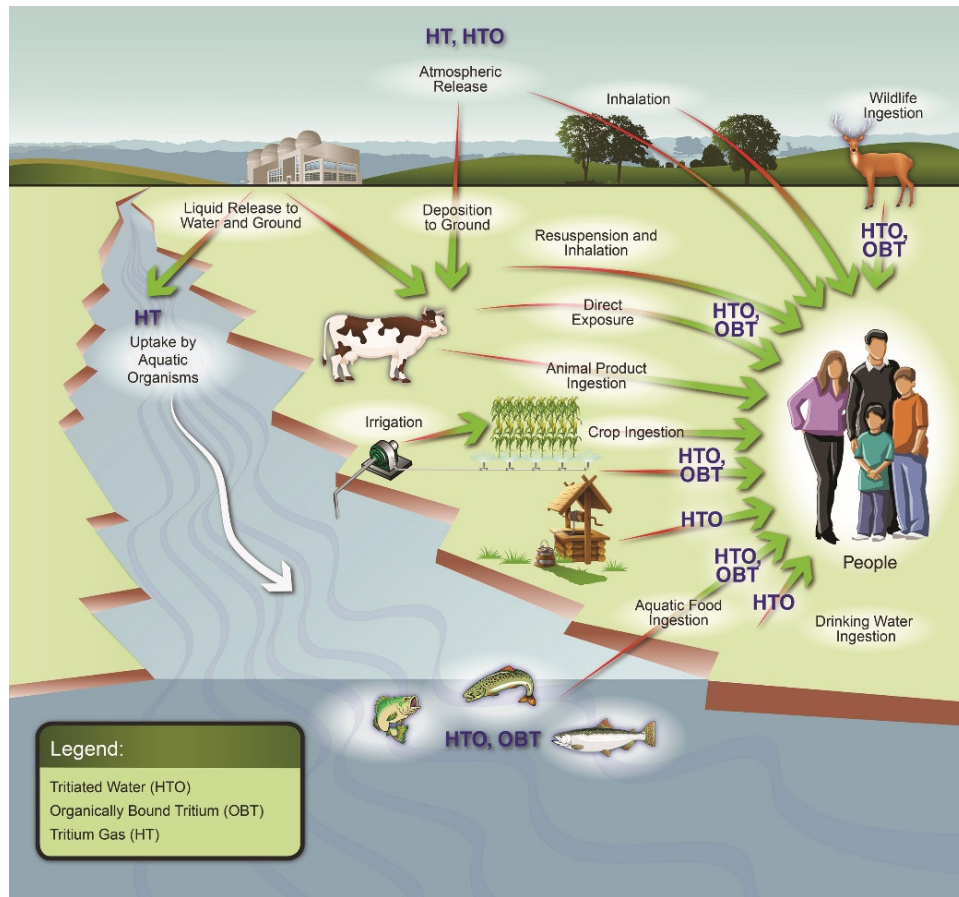 HT, HTO
Atmospheric
Release
Inhalation
Wildlife
Ingestion
Liquid Release to
Water and Ground
Deposition
to Ground
Resuspension and
Inhalation
HTO,
OBT
HT
Uptake by
Aquatic
Organisms
Direct
Exposure
HTO,
OBT
Animal Product
Ingestion
Irrigation
Crop Ingestion
HTO,
OBT
HTO
HTO,
OBT
People
Aquatic Food
Ingestion
HTO
Drinking Water
Ingestion
HTO, OBT
Legend:
Tritiated Water (HTO)
Organically Bound Tritium (OBT)
Tritium Gas (HT)